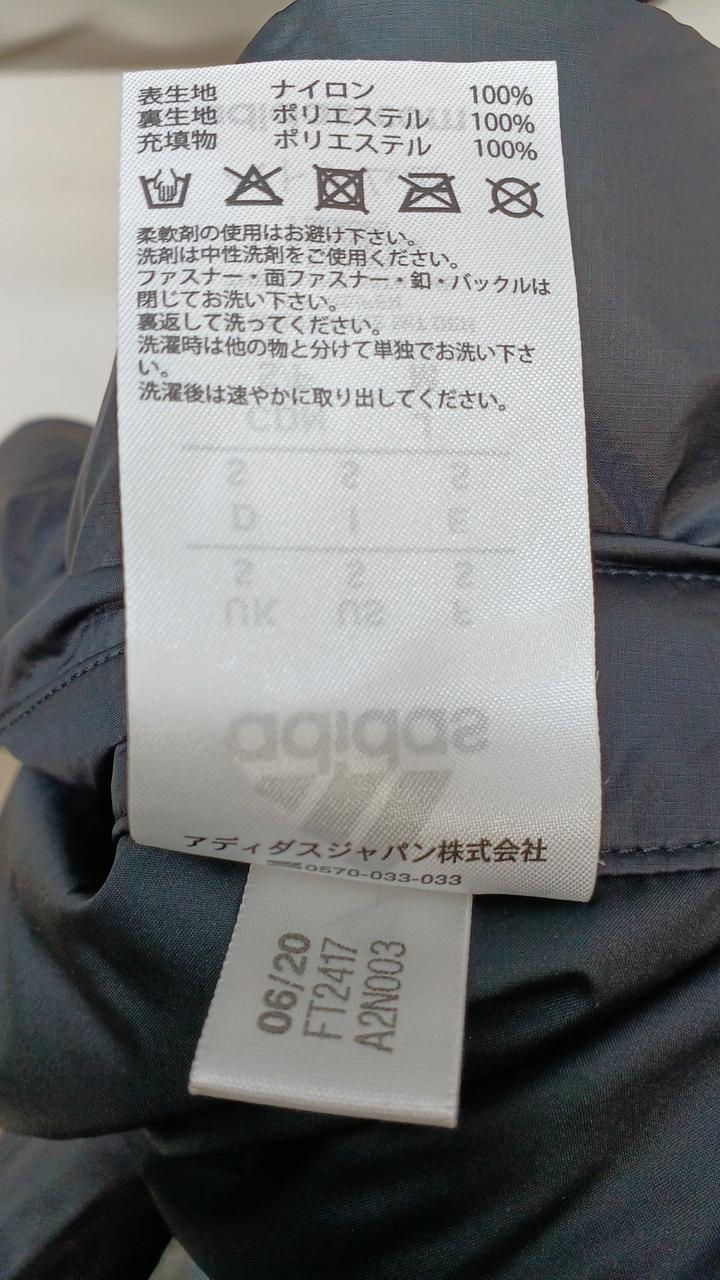 表生地 ナイロン 100%
裏生地 ポリエステル 100%
充填物 ポリエステル 100%
柔軟剤の使用はお避け下さい。
洗剤は中性洗剤をご使用ください。
ファスナー・面ファスナー・釦・バックルは
閉じてお洗い下さい。
裏返して洗ってください。
洗濯時は他の物と分けて単独でお洗い下さ
い。
洗濯後は速やかに取り出してください。
CDN
S S S
D I E
S S S
UK US F
adidas
アディダスジャパン株式会社
0570-033-033
06/20
FT2417
A2N003